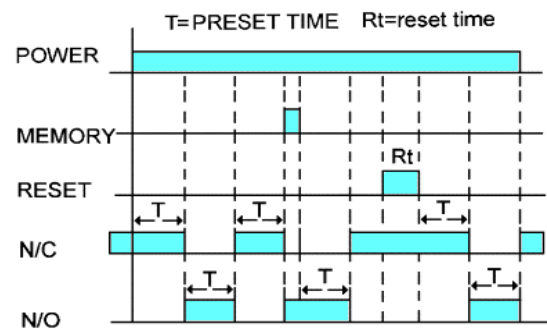 T=PRESET TIME Rt=reset time
POWER
MEMORY
Rt
RESET
T T T
N/C
T T T
N/O